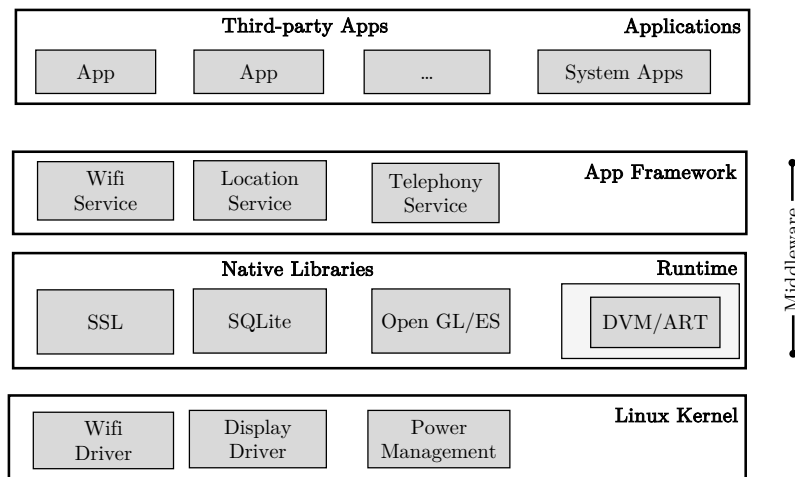 Third-party Apps
Applications
App
App
...
System Apps
Wifi
Service
Location
Service
Telephony
Service
App Framework
Middleware
Native Libraries
Runtime
SSL
SQLite
Open GL/ES
DVM/ART
Linux Kernel
Wifi
Driver
Display
Driver
Power
Management